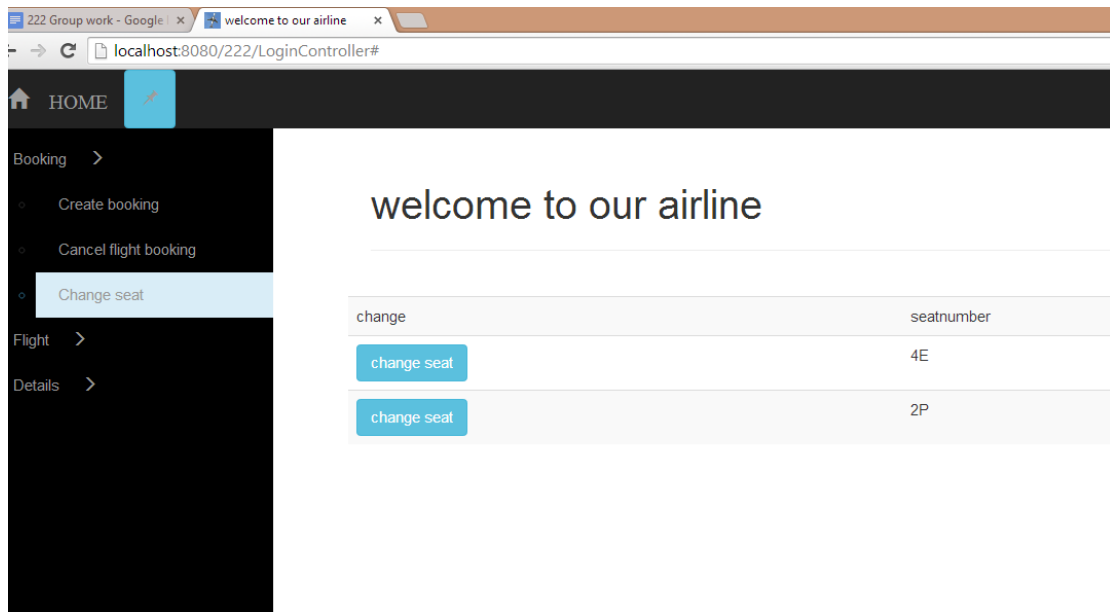 222 Group work - Google
welcome to our airline
localhost:8080/222/LoginController#
HOME
Booking
Create booking
Cancel flight booking
Change seat
Flight
Details
welcome to our airline
change seatnumber
change seat 4E
change seat 2P